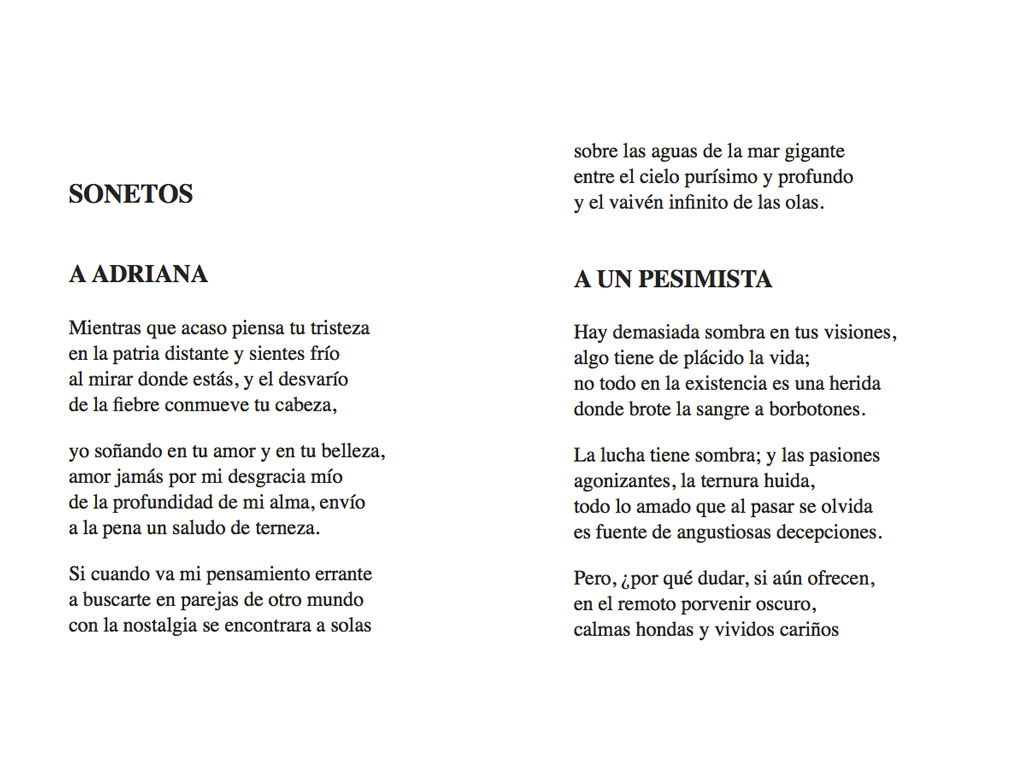 SONETOS
A ADRIANA
Mientras que acaso piensa tu tristeza
en la patria distante y sientes frío
al mirar donde estás, y el desvarío
de la fiebre conmueve tu cabeza,
yo soñando en tu amor y en tu belleza,
amor jamás por mi desgracia mío
de la profundidad de mi alma, envío
a la pena un saludo de terneza.
Si cuando va mi pensamiento errante
a buscarte en parejas de otro mundo
con la nostalgia se encontrara a solas
sobre las aguas de la mar gigante
entre el cielo purísimo y profundo
y el vaivén infinito de las olas.
A UN PESIMISTA
Hay demasiada sombra en tus visiones,
algo tiene de plácido la vida;
no todo en la existencia es una herida
donde brote la sangre a borbotones.
La lucha tiene sombra; y las pasiones
agonizantes, la ternura huida,
todo lo amado que al pasar se olvida
es fuente de angustiosas decepciones.
Pero, ¿por qué dudar, si aún ofrecen,
en el remoto porvenir oscuro,
calmas hondas y vividos cariños